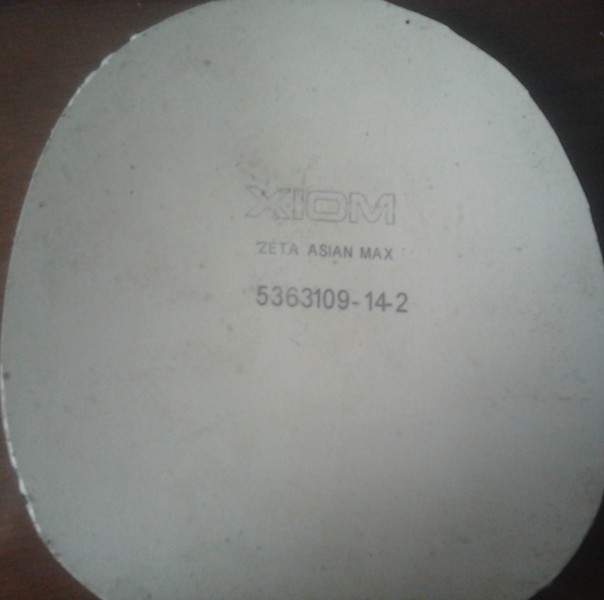 XIOM
ZETA ASIAN MAX
5363109-14-2